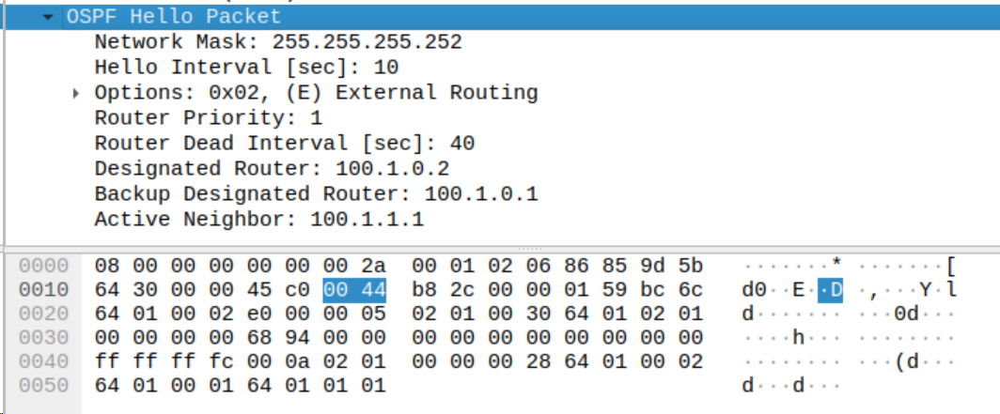 OSPF Hello Packet
Network Mask: 255.255.255.252
Hello Interval [sec]: 10
Options: 0x02, (E) External Routing
Router Priority: 1
Router Dead Interval [sec]: 40
Designated Router: 100.1.0.2
Backup Designated Router: 100.1.0.1
Active Neighbor: 100.1.1.1
0000 08 00 00 00 00 00 00 2a 00 01 02 06 86 85 9d 5b ·······* ·······[
0010 64 30 00 00 45 c0 00 44 b8 2c 00 00 01 59 bc 6c d0··E··D ·,···Y·l
0020 64 01 00 02 e0 00 00 05 02 01 00 30 64 01 02 01 d······· ···0d···
0030 00 00 00 00 68 94 00 00 00 00 00 00 00 00 00 00 ····h··· ········
0040 ff ff ff fc 00 0a 02 01 00 00 00 28 64 01 00 02 ········ ···(d···
0050 64 01 00 01 64 01 01 01 d···d···